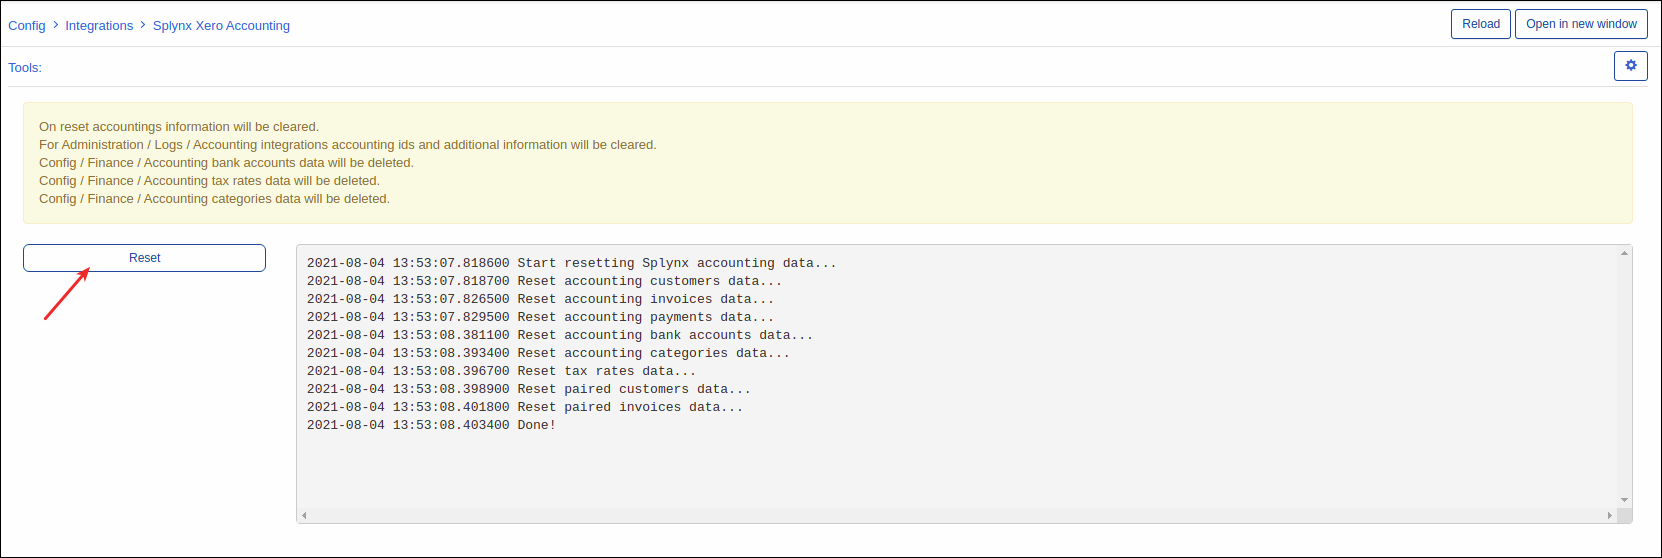 Config > Integrations > Splynx Xero Accounting
Reload
Open in new window
Tools:
On reset accountings information will be cleared.
For Administration / Logs / Accounting integrations accounting ids and additional information will be cleared.
Config / Finance / Accounting bank accounts data will be deleted.
Config / Finance / Accounting tax rates data will be deleted.
Config / Finance / Accounting categories data will be deleted.
Reset
2021-08-04 13:53:07.818600 Start resetting Splynx accounting data...
2021-08-04 13:53:07.818700 Reset accounting customers data...
2021-08-04 13:53:07.826500 Reset accounting invoices data...
2021-08-04 13:53:07.829500 Reset accounting payments data...
2021-08-04 13:53:08.381100 Reset accounting bank accounts data...
2021-08-04 13:53:08.393400 Reset accounting categories data...
2021-08-04 13:53:08.396700 Reset tax rates data...
2021-08-04 13:53:08.398900 Reset paired customers data...
2021-08-04 13:53:08.401800 Reset paired invoices data...
2021-08-04 13:53:08.403400 Done!